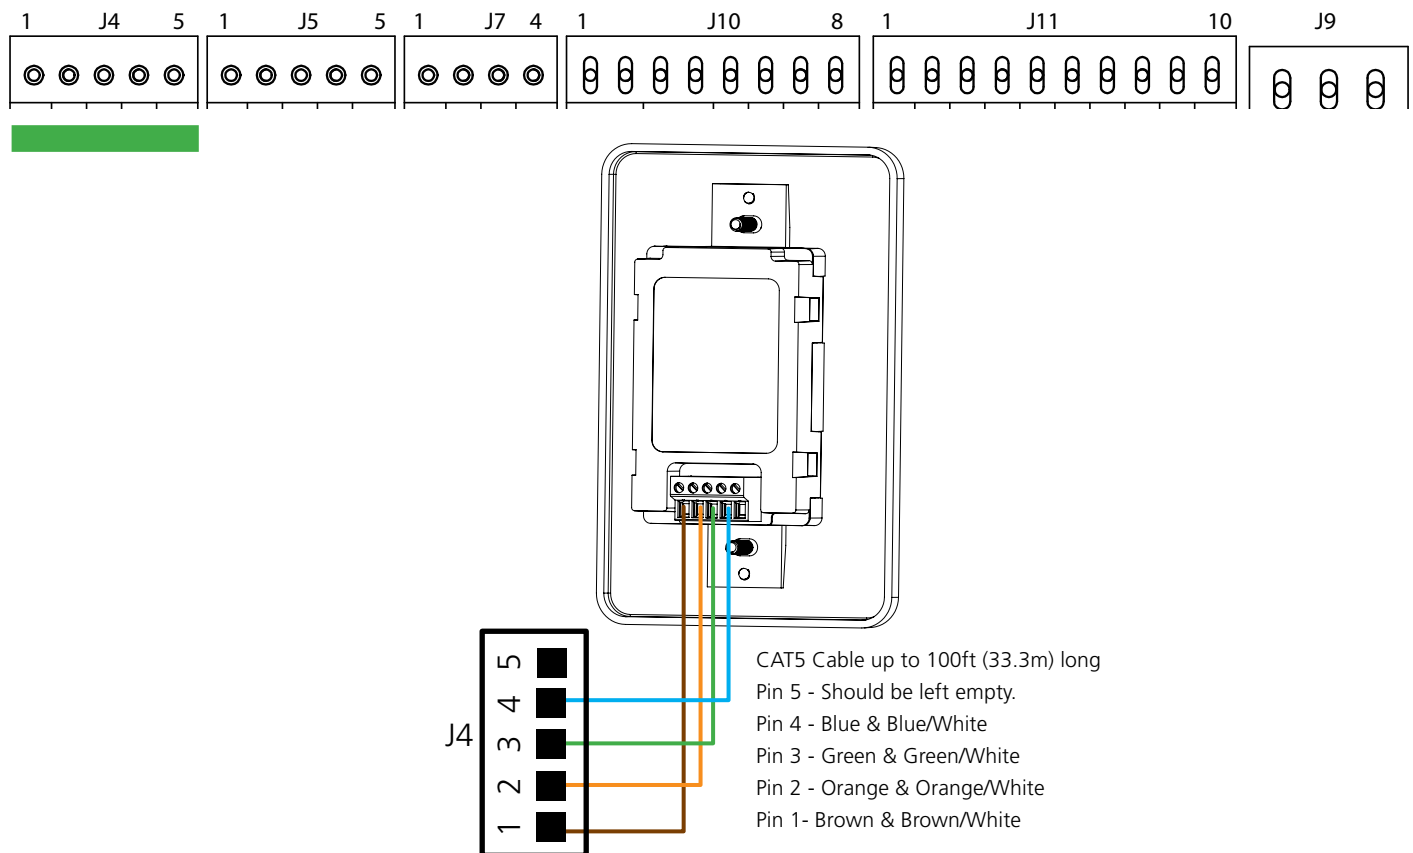 1 J4 5 1 J5 5 1 J7 4 1 J10 8 1 J11 10 J9
CAT5 Cable up to 100ft (33.3m) long
Pin 5 - Should be left empty.
Pin 4 - Blue & Blue/White
Pin 3 - Green & Green/White
Pin 2 - Orange & Orange/White
Pin 1- Brown & Brown/White
J4
5
4
3
2
1